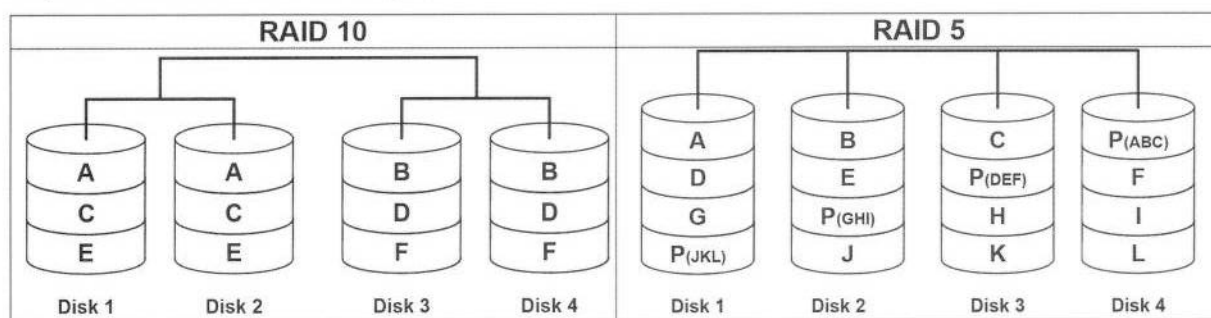 RAID 10
RAID 5
A A B B
C C D D
E E F F
Disk 1 Disk 2 Disk 3 Disk 4
A B C P(ABC)
D E P(DEF) F
G P(GHI) H I
P(JKL) J K L
Disk 1 Disk 2 Disk 3 Disk 4